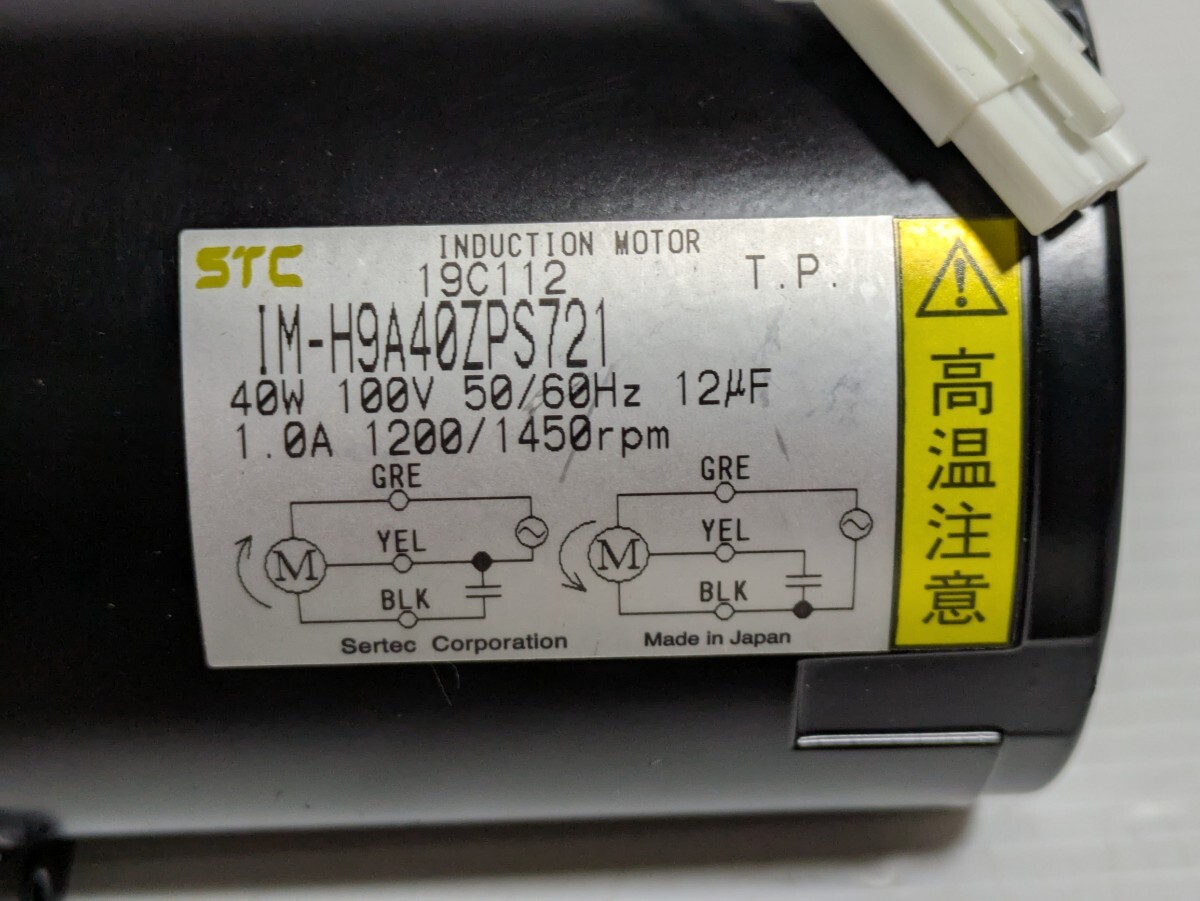 STC
INDUCTION MOTOR
19C112
T.P.
IM-H9A40ZPS721
40W 100V 50/60Hz 12μF
1.0A 1200/1450rpm
GRE
YEL
M
BLK
GRE
YEL
M
BLK
Sertec Corporation
Made in Japan
高温注意